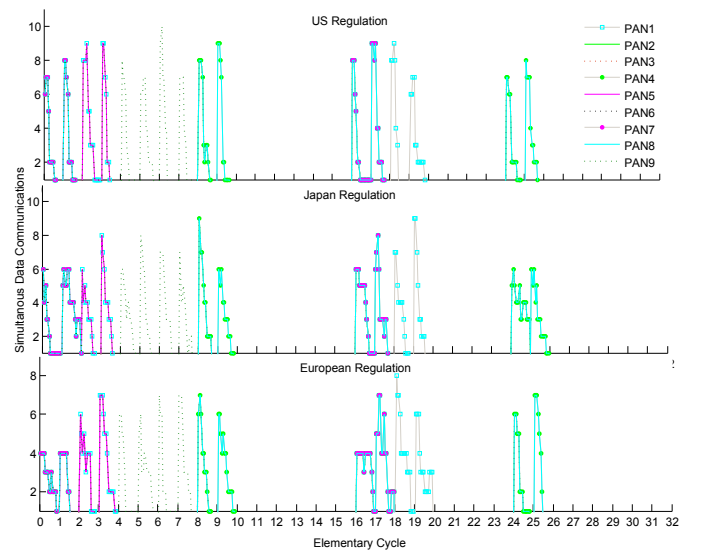 US Regulation
10
8
6
4
2
PAN1
PAN2
PAN3
PAN4
PAN5
PAN6
PAN7
PAN8
PAN9
Simultanous Data Communications
Japan Regulation
10
8
6
4
2
2
European Regulation
8
6
4
2
0 1 2 3 4 5 6 7 8 9 10 11 12 13 14 15 16 17 18 19 20 21 22 23 24 25 26 27 28 29 30 31 32
Elementary Cycle